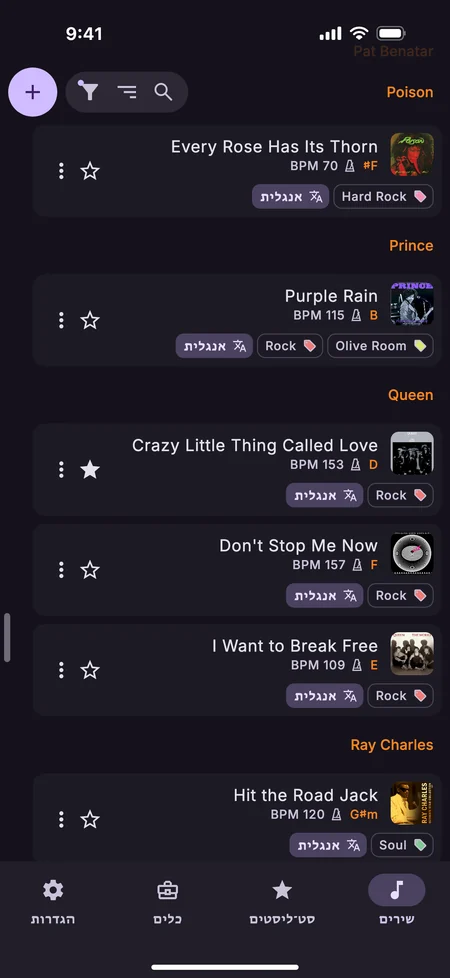 9:41
Pat Benatar
Poison
Every Rose Has Its Thorn
BPM 70 #F
Hard Rock אנגלית
Prince
Purple Rain
PRINCE
BPM 115 B
Olive Room Rock אנגלית
Queen
Crazy Little Thing Called Love
BPM 153 D
Rock אנגלית
Don't Stop Me Now
BPM 157 F
Rock אנגלית
I Want to Break Free
BPM 109 E
Rock אנגלית
Ray Charles
Hit the Road Jack
RAY CHARLES
BPM 120 G#m
Soul אנגלית
שירים סט־ליסטים כלים הגדרות